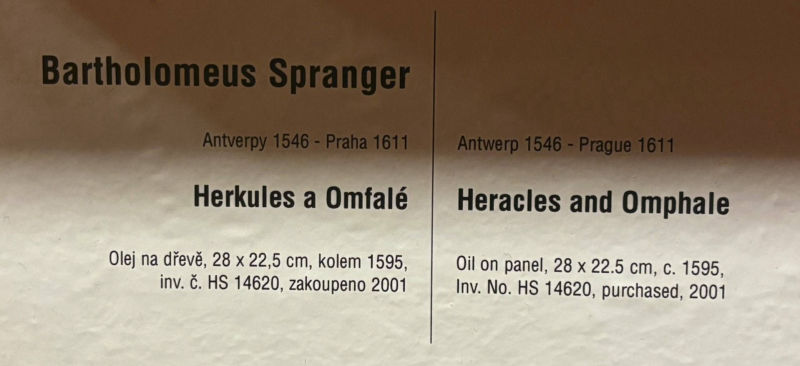 Bartholomeus Spranger
Antverpy 1546 - Praha 1611
Herkules a Omfalé
Olej na dřevě, 28 x 22,5 cm, kolem 1595,
inv. č. HS 14620, zakoupeno 2001
Antwerp 1546 - Prague 1611
Heracles and Omphale
Oil on panel, 28 x 22.5 cm, c. 1595,
Inv. No. HS 14620, purchased, 2001